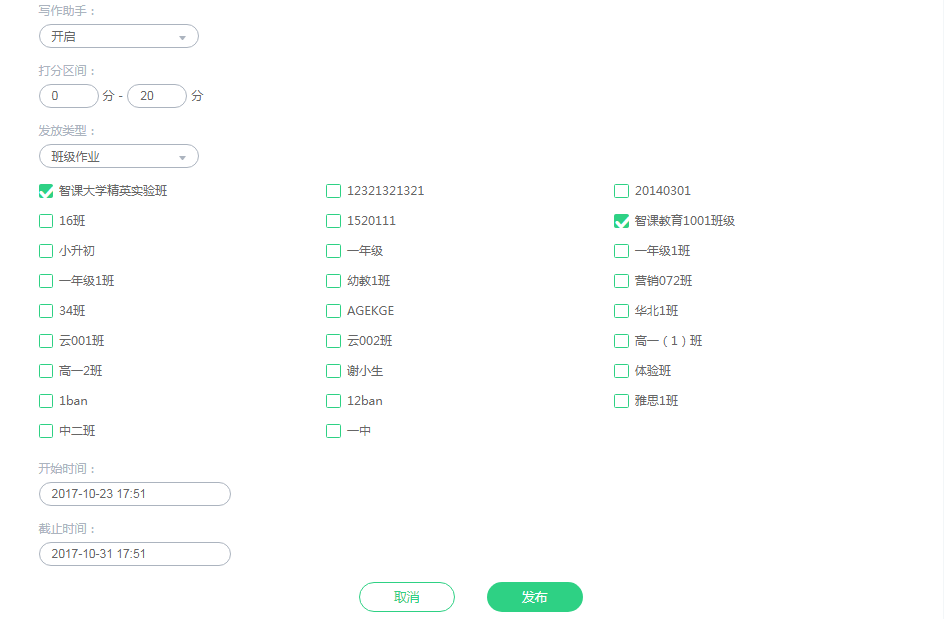 写作助手：
开启
打分区间：
0 分 - 20 分
发放类型：
班级作业
智课大学精英实验班 12321321321 20140301
16班 1520111 智课教育1001班级
小升初 一年级 一年级1班
一年级1班 幼教1班 营销072班
34班 AGEKGE 华北1班
云001班 云002班 高一（1）班
高一2班 谢小生 体验班
1ban 12ban 雅思1班
中二班 一中
开始时间：
2017-10-23 17:51
截止时间：
2017-10-31 17:51
取消 发布